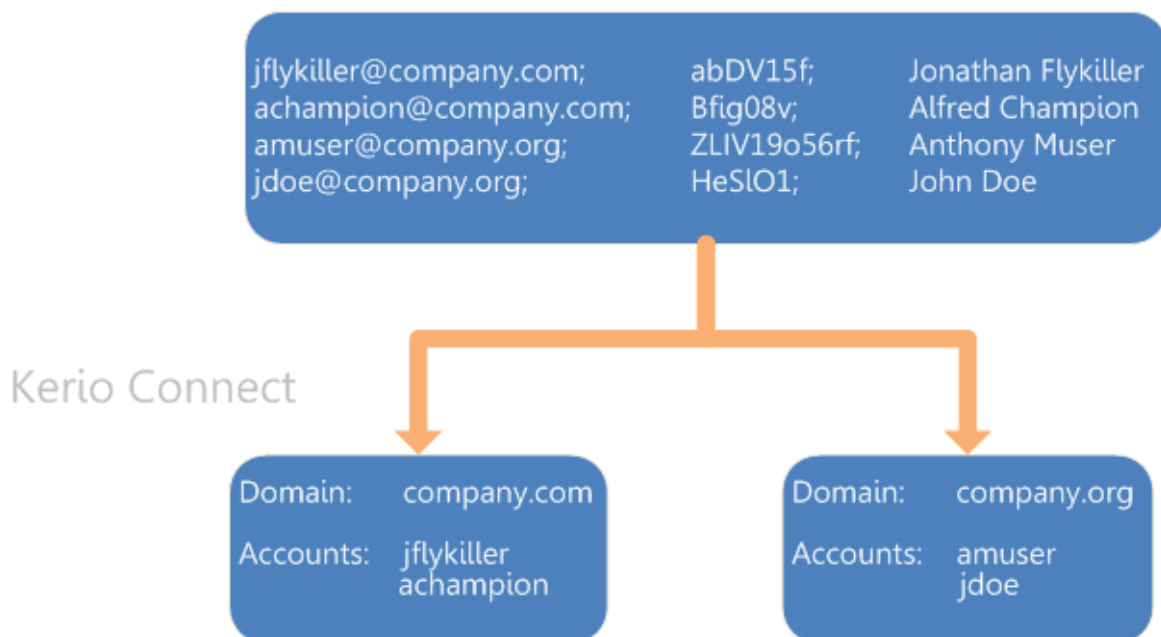 jflykiller@company.com; abDV15f; Jonathan Flykiller
achampion@company.com; Bfig08v; Alfred Champion
amuser@company.org; ZLIV19o56rf; Anthony Muser
jdoe@company.org; HeSlO1; John Doe
Kerio Connect
Domain: company.com
Accounts: jflykiller
achampion
Domain: company.org
Accounts: amuser
jdoe